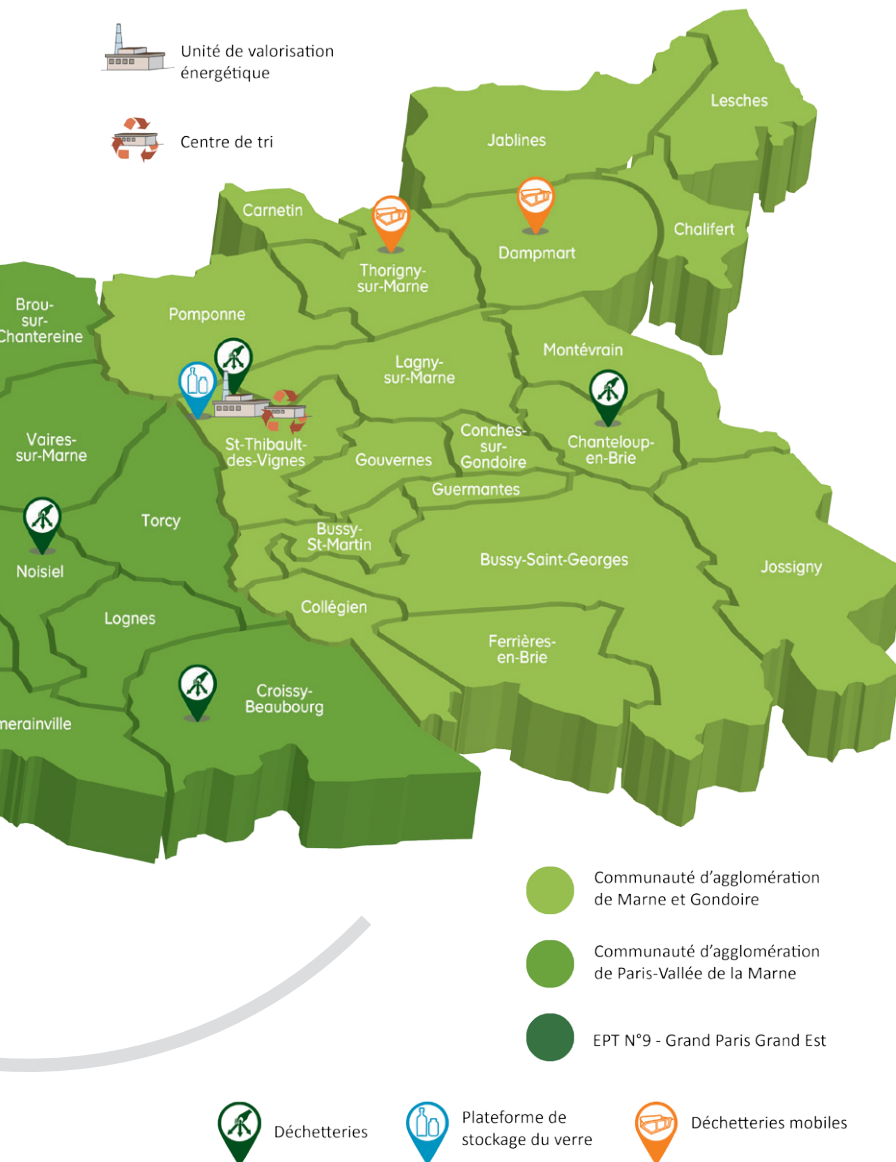 Unité de valorisation
énergétique
Centre de tri
Lesches
Jablines
Carnetin
Chalifert
Dampmart
Thorigny-
sur-Marne
Brou-
sur-
Chantereine
Pomponne
Montévrain
Lagny-
sur-Marne
Vaires-
sur-Marne
St-Thibault-
des-Vignes
Gouvernes
Conches-
sur-
Gondoire
Chanteloup-
en-Brie
Guermantes
Torcy
Bussy-
St-Martin
Bussy-Saint-Georges
Jossigny
Noisiel
Lognes
Collégien
Ferrières-
en-Brie
Croissy-
Beaubourg
merainville
Communauté d'agglomération
de Marne et Gondoire
Communauté d'agglomération
de Paris-Vallée de la Marne
EPT N°9 - Grand Paris Grand Est
Déchetteries
Plateforme de
stockage du verre
Déchetteries mobiles